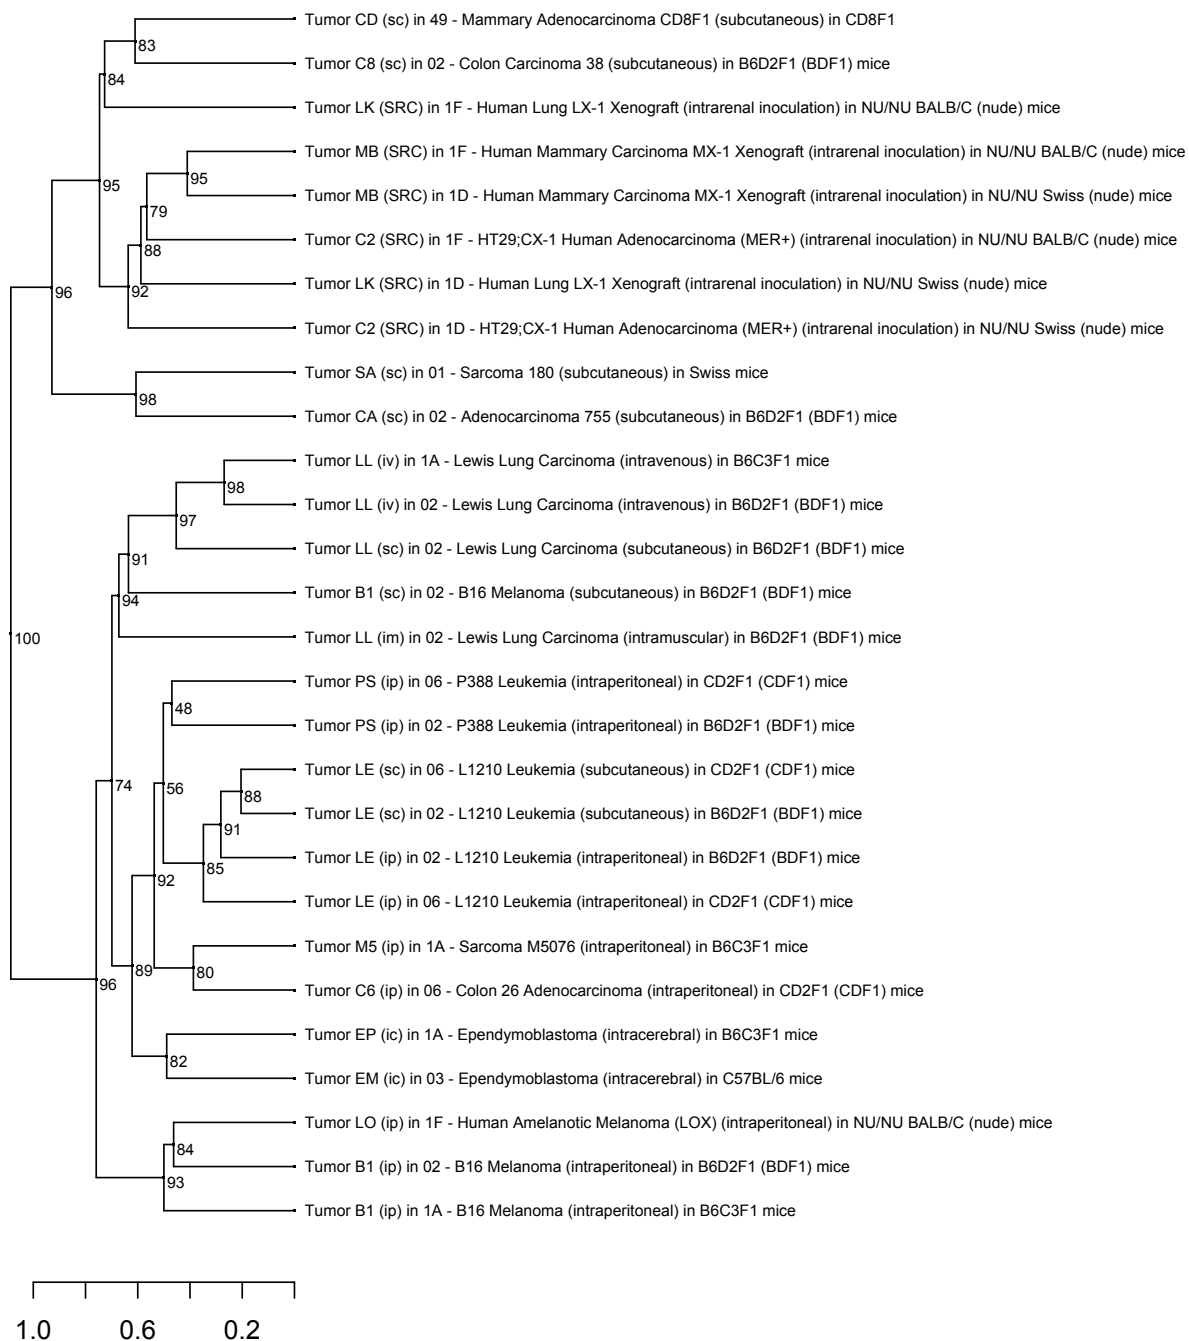 Tumor CD (sc) in 49 - Mammary Adenocarcinoma CD8F1 (subcutaneous) in CD8F1
83
Tumor C8 (sc) in 02 - Colon Carcinoma 38 (subcutaneous) in B6D2F1 (BDF1) mice
84
Tumor LK (SRC) in 1F - Human Lung LX-1 Xenograft (intrarenal inoculation) in NU/NU BALB/C (nude) mice
Tumor MB (SRC) in 1F - Human Mammary Carcinoma MX-1 Xenograft (intrarenal inoculation) in NU/NU BALB/C (nude) mice
95
95
Tumor MB (SRC) in 1D - Human Mammary Carcinoma MX-1 Xenograft (intrarenal inoculation) in NU/NU Swiss (nude) mice
79
Tumor C2 (SRC) in 1F - HT29;CX-1 Human Adenocarcinoma (MER+) (intrarenal inoculation) in NU/NU BALB/C (nude) mice
88
Tumor LK (SRC) in 1D - Human Lung LX-1 Xenograft (intrarenal inoculation) in NU/NU Swiss (nude) mice
96
92
Tumor C2 (SRC) in 1D - HT29;CX-1 Human Adenocarcinoma (MER+) (intrarenal inoculation) in NU/NU Swiss (nude) mice
Tumor SA (sc) in 01 - Sarcoma 180 (subcutaneous) in Swiss mice
98
Tumor CA (sc) in 02 - Adenocarcinoma 755 (subcutaneous) in B6D2F1 (BDF1) mice
Tumor LL (iv) in 1A - Lewis Lung Carcinoma (intravenous) in B6C3F1 mice
98
Tumor LL (iv) in 02 - Lewis Lung Carcinoma (intravenous) in B6D2F1 (BDF1) mice
97
Tumor LL (sc) in 02 - Lewis Lung Carcinoma (subcutaneous) in B6D2F1 (BDF1) mice
91
Tumor B1 (sc) in 02 - B16 Melanoma (subcutaneous) in B6D2F1 (BDF1) mice
94
Tumor LL (im) in 02 - Lewis Lung Carcinoma (intramuscular) in B6D2F1 (BDF1) mice
100
Tumor PS (ip) in 06 - P388 Leukemia (intraperitoneal) in CD2F1 (CDF1) mice
48
Tumor PS (ip) in 02 - P388 Leukemia (intraperitoneal) in B6D2F1 (BDF1) mice
Tumor LE (sc) in 06 - L1210 Leukemia (subcutaneous) in CD2F1 (CDF1) mice
74
56
88
Tumor LE (sc) in 02 - L1210 Leukemia (subcutaneous) in B6D2F1 (BDF1) mice
91
Tumor LE (ip) in 02 - L1210 Leukemia (intraperitoneal) in B6D2F1 (BDF1) mice
85
92
Tumor LE (ip) in 06 - L1210 Leukemia (intraperitoneal) in CD2F1 (CDF1) mice
Tumor M5 (ip) in 1A - Sarcoma M5076 (intraperitoneal) in B6C3F1 mice
89
80
96
Tumor C6 (ip) in 06 - Colon 26 Adenocarcinoma (intraperitoneal) in CD2F1 (CDF1) mice
Tumor EP (ic) in 1A - Ependymoblastoma (intracerebral) in B6C3F1 mice
82
Tumor EM (ic) in 03 - Ependymoblastoma (intracerebral) in C57BL/6 mice
Tumor LO (ip) in 1F - Human Amelanotic Melanoma (LOX) (intraperitoneal) in NU/NU BALB/C (nude) mice
84
Tumor B1 (ip) in 02 - B16 Melanoma (intraperitoneal) in B6D2F1 (BDF1) mice
93
Tumor B1 (ip) in 1A - B16 Melanoma (intraperitoneal) in B6C3F1 mice
1.0 0.6 0.2